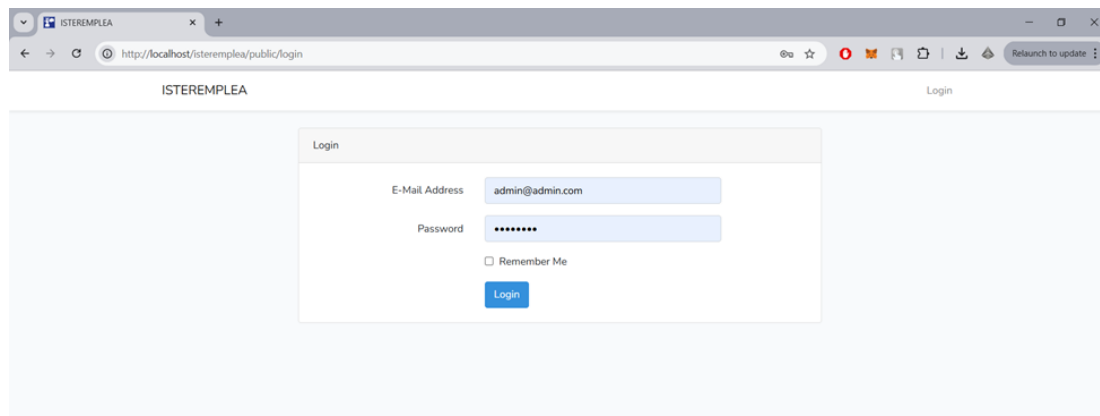 ISTEREMPLEA
http://localhost/isteremplea/public/login
Relaunch to update
ISTEREMPLEA
Login
Login
E-Mail Address
admin@admin.com
Password
••••••••
Remember Me
Login